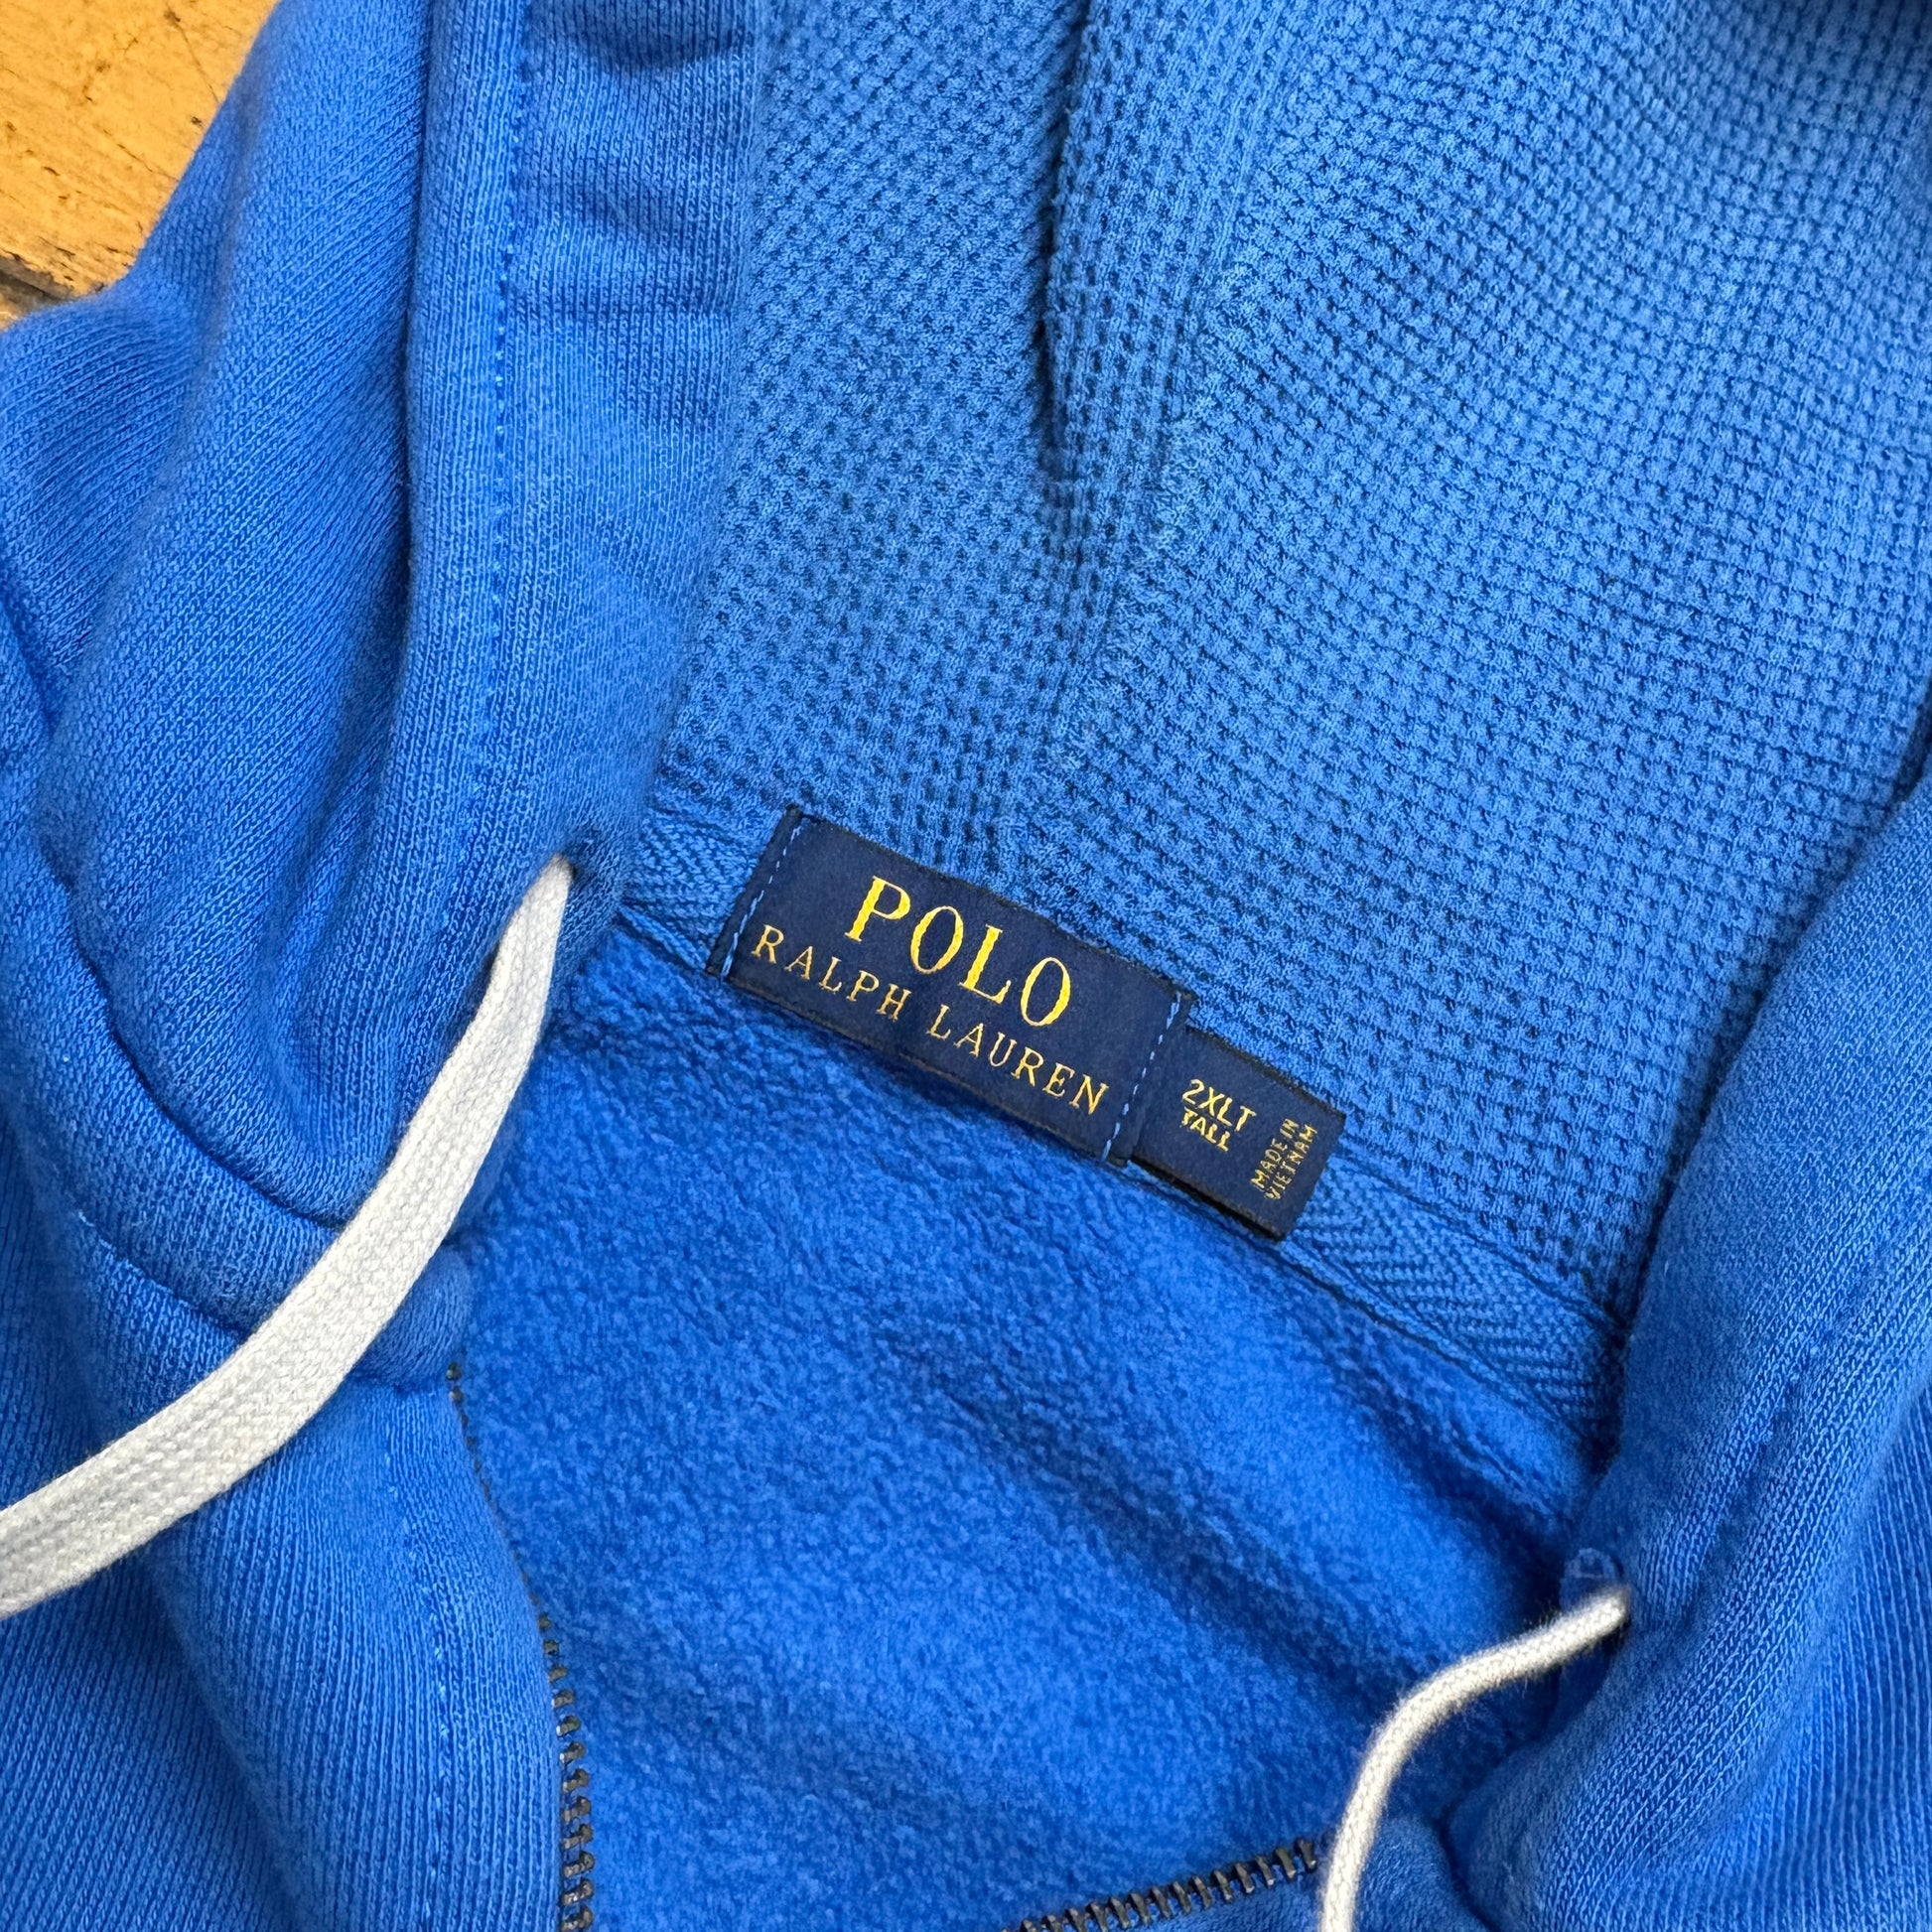 POLO
RALPH LAUREN
2XLT
TALL
MADE IN
VIETNAM